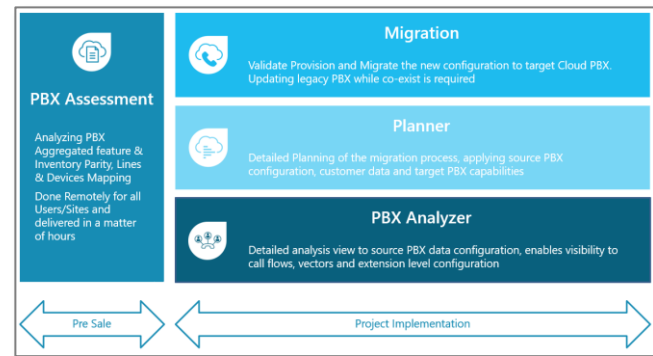 PBX Assessment
Analyzing PBX
Aggregated feature &
Inventory Parity, Lines
& Devices Mapping
Done Remotely for all
Users/Sites and
delivered in a matter
of hours
Migration
Validate Provision and Migrate the new configuration to target Cloud PBX.
Updating legacy PBX while co-exist is required
Planner
Detailed Planning of the migration process, applying source PBX
configuration, customer data and target PBX capabilities
PBX Analyzer
Detailed analysis view to source PBX data configuration, enables visibility to
call flows, vectors and extension level configuration
Pre Sale
Project Implementation